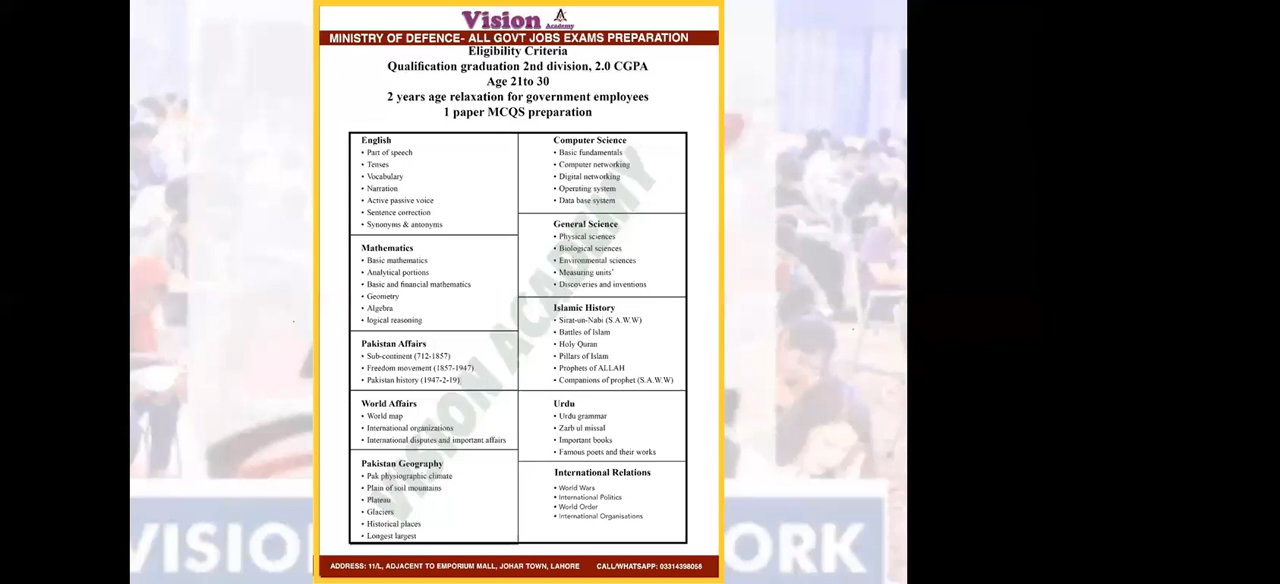 Vision
Academy
MINISTRY OF DEFENCE- ALL GOVT JOBS EXAMS PREPARATION
Eligibility Criteria
Qualification graduation 2nd division, 2.0 CGPA
Age 21to 30
2 years age relaxation for government employees
1 paper MCQS preparation
English
• Part of speech
• Tenses
• Vocabulary
• Narration
• Active passive voice
• Sentence correction
• Synonyms & antonyms
Mathematics
• Basic mathematics
• Analytical portions
• Basic and financial mathematics
• Geometry
• Algebra
• logical reasoning
Pakistan Affairs
• Sub-continent (712-1857)
• Freedom movement (1857-1947)
• Pakistan history (1947-2-19)
World Affairs
• World map
• International organizations
• International disputes and important affairs
Pakistan Geography
• Pak physiographic climate
• Plain of soil mountains
• Plateau
• Glaciers
• Historical places
• Longest largest
Computer Science
• Basic fundamentals
• Computer networking
• Digital networking
• Operating system
• Data base system
General Science
• Physical sciences
• Biological sciences
• Environmental sciences
• Measuring units"
• Discoveries and inventions
Islamic History
• Sirat-un-Nabi (S.A.W.W)
• Battles of Islam
• Holy Quran
• Pillars of Islam
• Prophets of ALLAH
• Companions of prophet (S.A.W.W)
Urdu
• Urdu grammar
• Zarb ul missal
• Important books
• Famous poets and their works
International Relations
• World Wars
• International Politics
• World Order
• International Organisations
VISION ACADEMY
ADDRESS: 11/L, ADJACENT TO EMPORIUM MALL, JOHAR TOWN, LAHORE CALL/WHATSAPP: 03314398058
VISIO
ORK